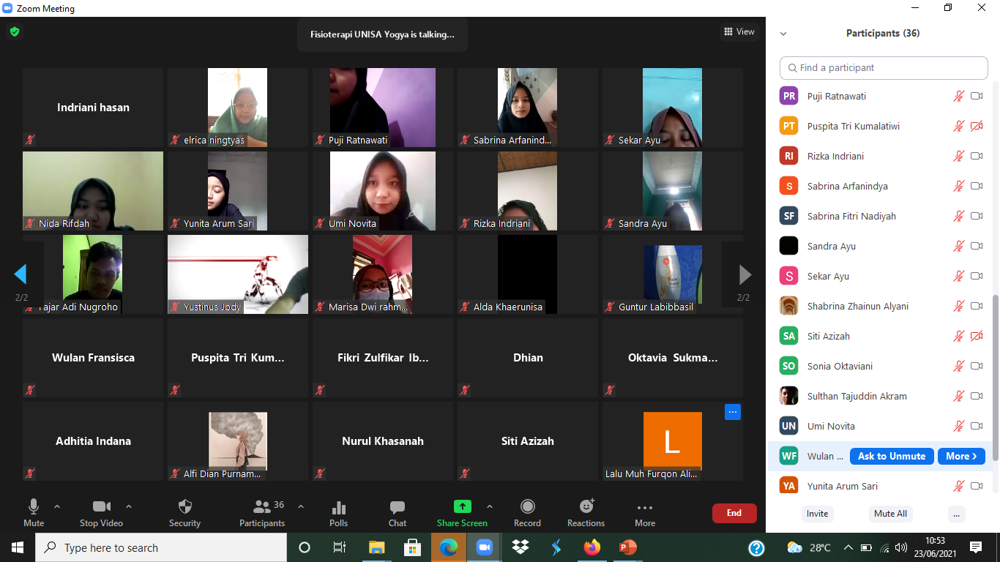 Zoom Meeting
Fisioterapi UNISA Yogya is talking...
View
Indriani hasan
elrica ningtyas
Puji Ratnawati
Sabrina Arfanind...
Sekar Ayu
Nida Rifdah
Yunita Arum Sari
Umi Novita
Rizka Indriani
Sandra Ayu
2/2
ajar Adi Nugroho
Yustinus Jody
Marisa Dwi rahm...
Alda Khaerunisa
Face Tonic
Guntur Labibbasil
2/2
Wulan Fransisca
Puspita Tri Kum...
Fikri Zulfikar Ib...
Dhian
Oktavia Sukma...
Adhitia Indana
Alfi Dian Purnam...
Nurul Khasanah
Siti Azizah
L
Lalu Muh Furqon Ali...
...
Mute
Stop Video
Security
36
Participants
Polls
Chat
Share Screen
Record
Reactions
More
End
Participants (36)
Find a participant
PR Puji Ratnawati
PT Puspita Tri Kumalatiwi
RI Rizka Indriani
S Sabrina Arfanindya
SF Sabrina Fitri Nadiyah
Sandra Ayu
S Sekar Ayu
Shabrina Zhainun Alyani
SA Siti Azizah
SO Sonia Oktaviani
Sulthan Tajuddin Akram
UN Umi Novita
WF Wulan ... Ask to Unmute More >
YA Yunita Arum Sari
Invite
Mute All
...
Type here to search
28°C
10:53
23/06/2021